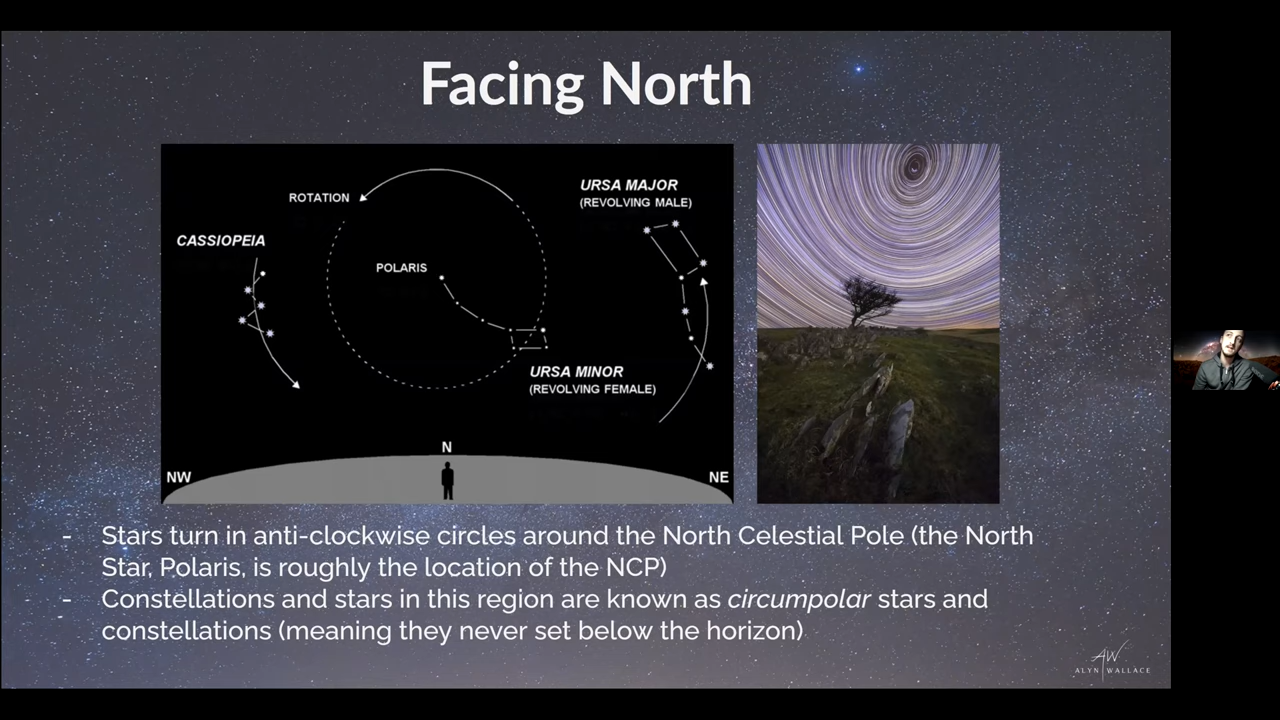 Facing North
ROTATION
URSA MAJOR
(REVOLVING MALE)
CASSIOPEIA
POLARIS
URSA MINOR
(REVOLVING FEMALE)
N
NW
NE
- Stars turn in anti-clockwise circles around the North Celestial Pole (the North
Star, Polaris, is roughly the location of the NCP)
- Constellations and stars in this region are known as circumpolar stars and
constellations (meaning they never set below the horizon)
AW
ALYN WALLACE